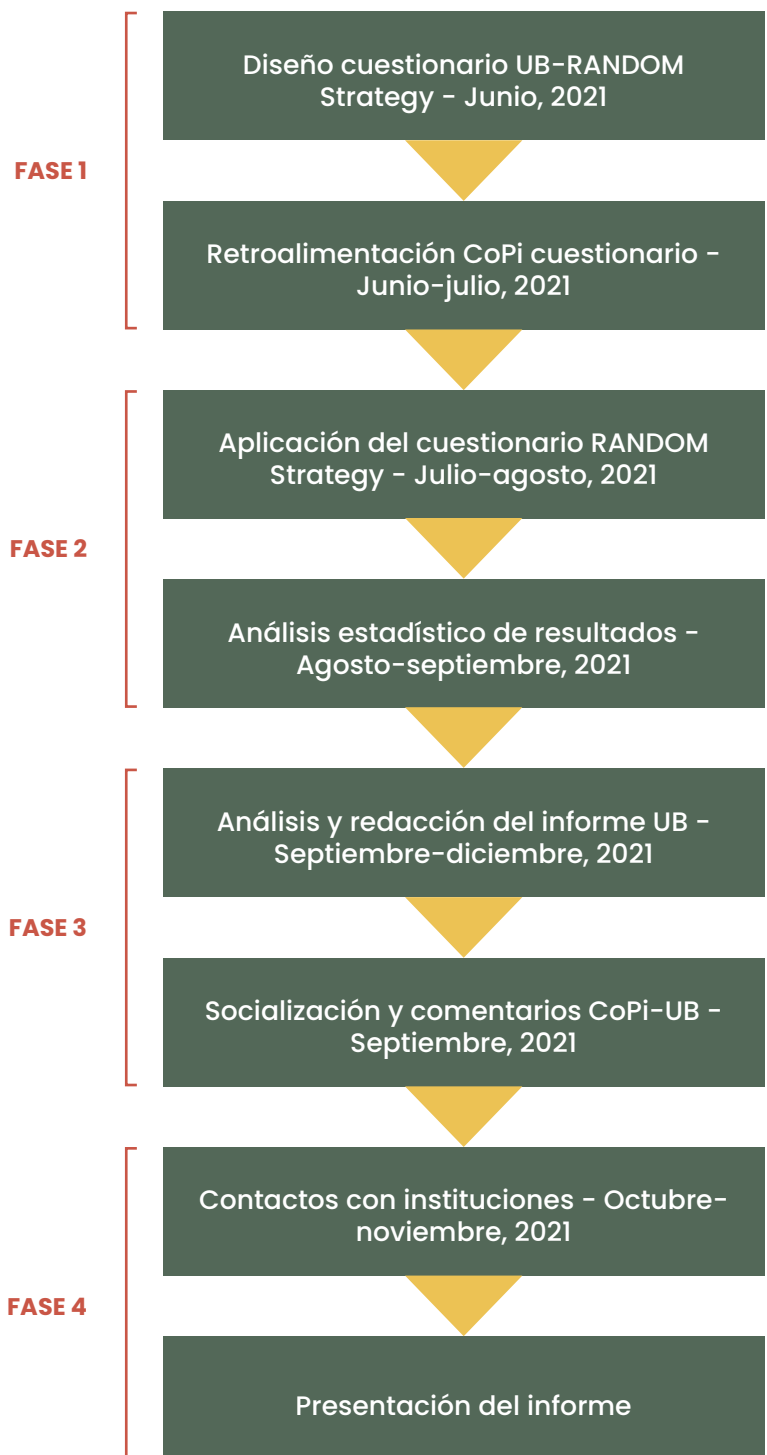 FASE 1
Diseño cuestionario UB-RANDOM
Strategy - Junio, 2021
Retroalimentación CoPi cuestionario -
Junio-julio, 2021
FASE 2
Aplicación del cuestionario RANDOM
Strategy - Julio-agosto, 2021
Análisis estadístico de resultados -
Agosto-septiembre, 2021
FASE 3
Análisis y redacción del informe UB -
Septiembre-diciembre, 2021
Socialización y comentarios CoPi-UB -
Septiembre, 2021
FASE 4
Contactos con instituciones - Octubre-
noviembre, 2021
Presentación del informe